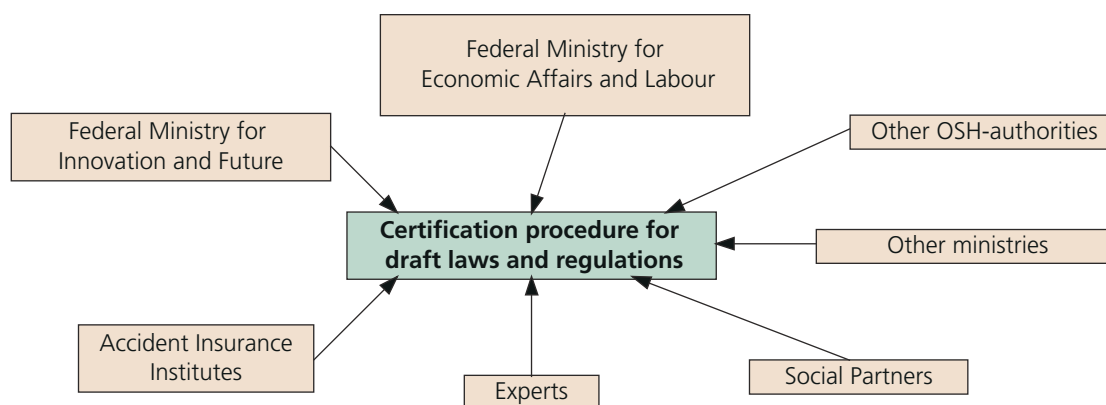 Federal Ministry for
Economic Affairs and Labour
Federal Ministry for
Innovation and Future
Other OSH-authorities
Certification procedure for
draft laws and regulations
Other ministries
Accident Insurance
Institutes
Experts
Social Partners